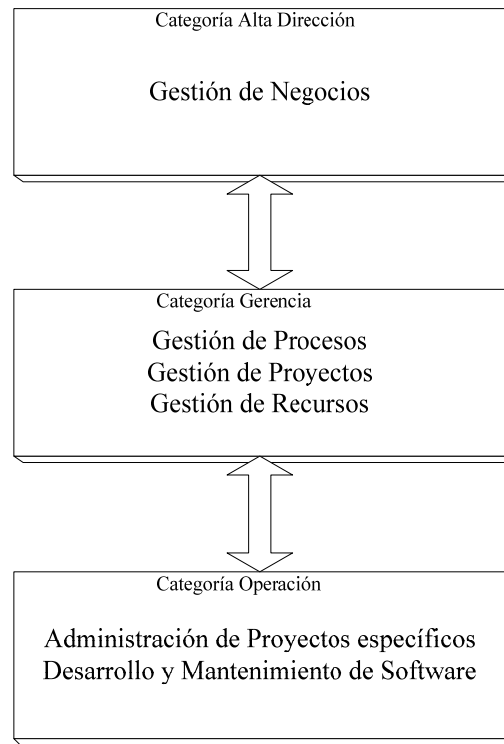 Categoría Alta Dirección
Gestión de Negocios
Categoría Gerencia
Gestión de Procesos
Gestión de Proyectos
Gestión de Recursos
Categoría Operación
Administración de Proyectos específicos
Desarrollo y Mantenimiento de Software